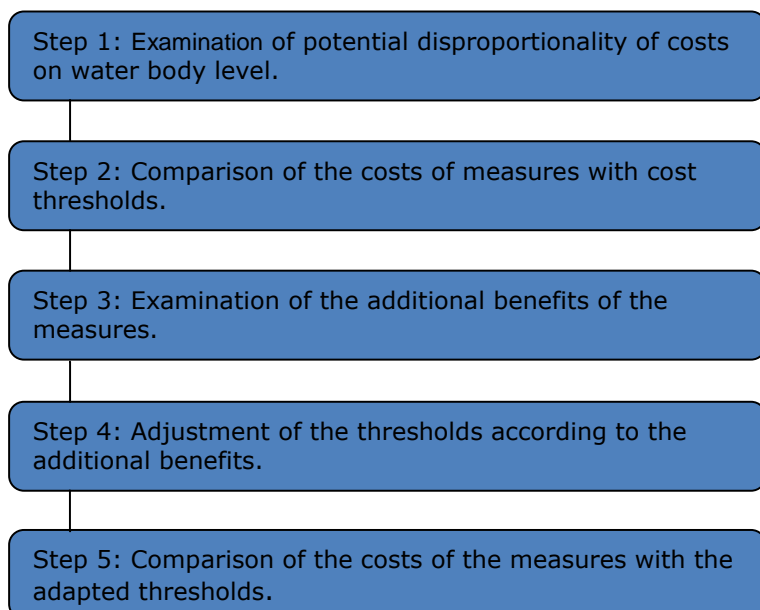 Step 1: Examination of potential disproportionality of costs
on water body level.
Step 2: Comparison of the costs of measures with cost
thresholds.
Step 3: Examination of the additional benefits of the
measures.
Step 4: Adjustment of the thresholds according to the
additional benefits.
Step 5: Comparison of the costs of the measures with the
adapted thresholds.